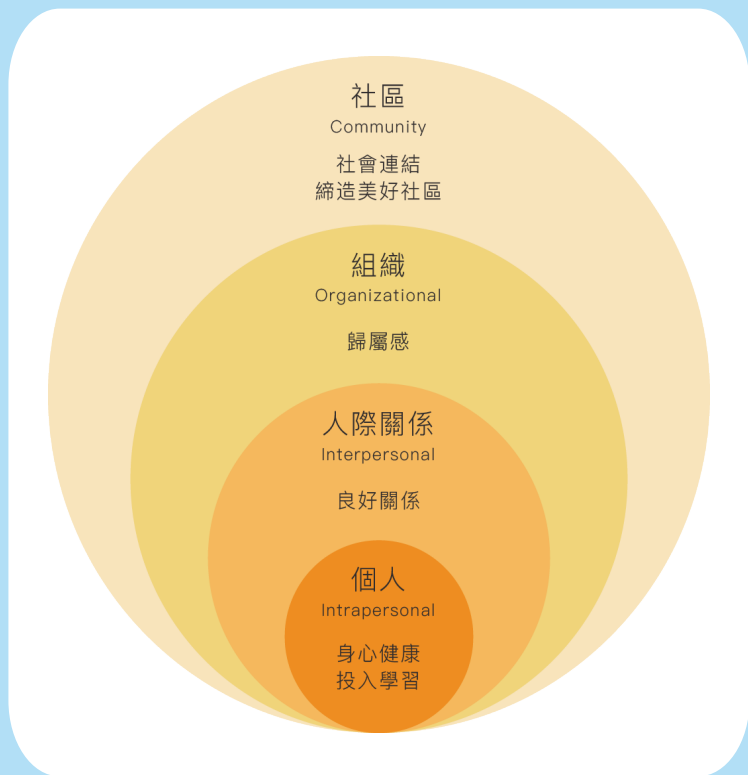 社區
Community
社會連結
締造美好社區
組織
Organizational
歸屬感
人際關係
Interpersonal
良好關係
個人
Intrapersonal
身心健康
投入學習